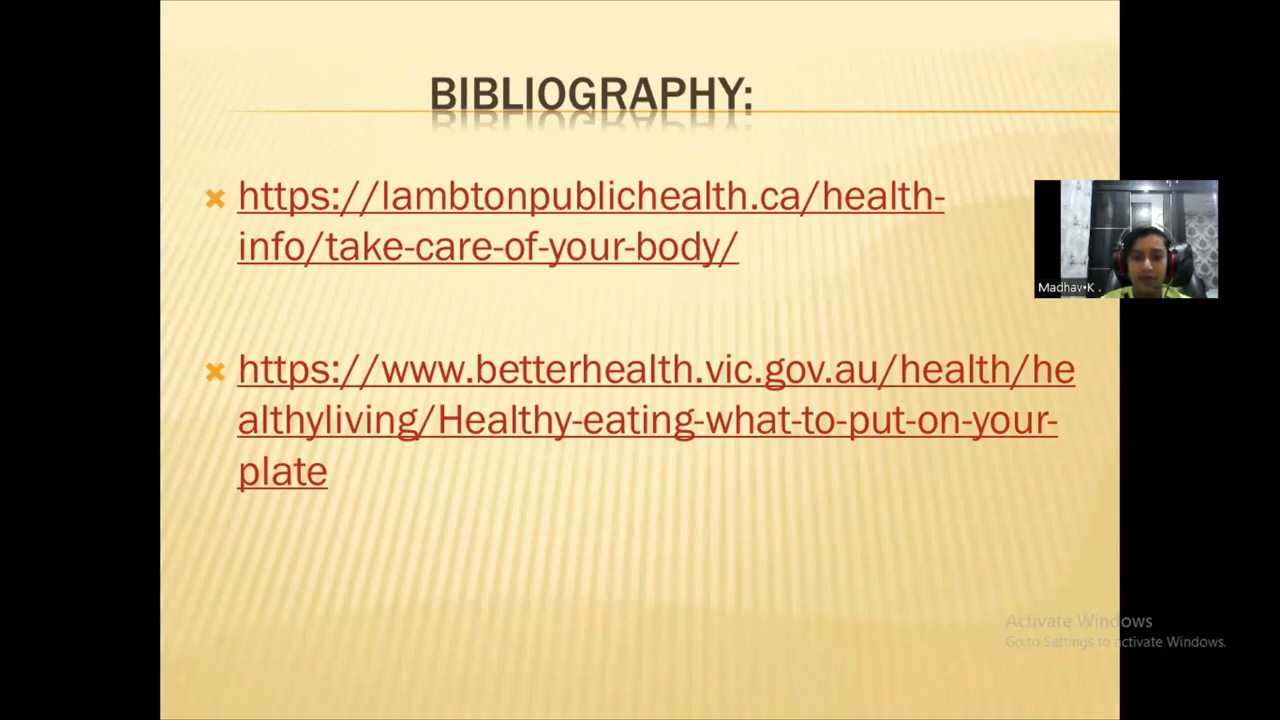 BIBLIOGRAPHY:
https://lambtonpublichealth.ca/health-
info/take-care-of-your-body/
Madhav•K .
https://www.betterhealth.vic.gov.au/health/he
althyliving/Healthy-eating-what-to-put-on-your-
plate
Activate Windows
Go to Settings to activate Windows.